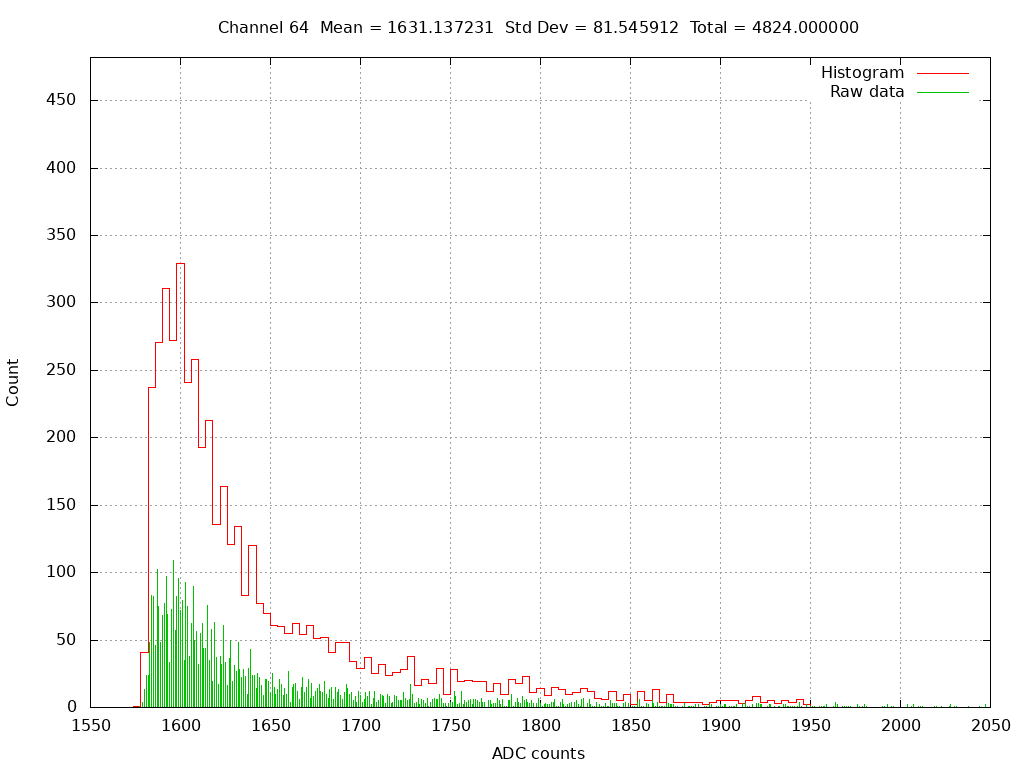 Channel 64  Mean = 1631.137231  Std Dev = 81.545912  Total = 4824.000000
Histogram
Raw data
450
400
350
300
250
200
150
100
50
0
Count
1550 1600 1650 1700 1750 1800 1850 1900 1950 2000 2050
ADC counts